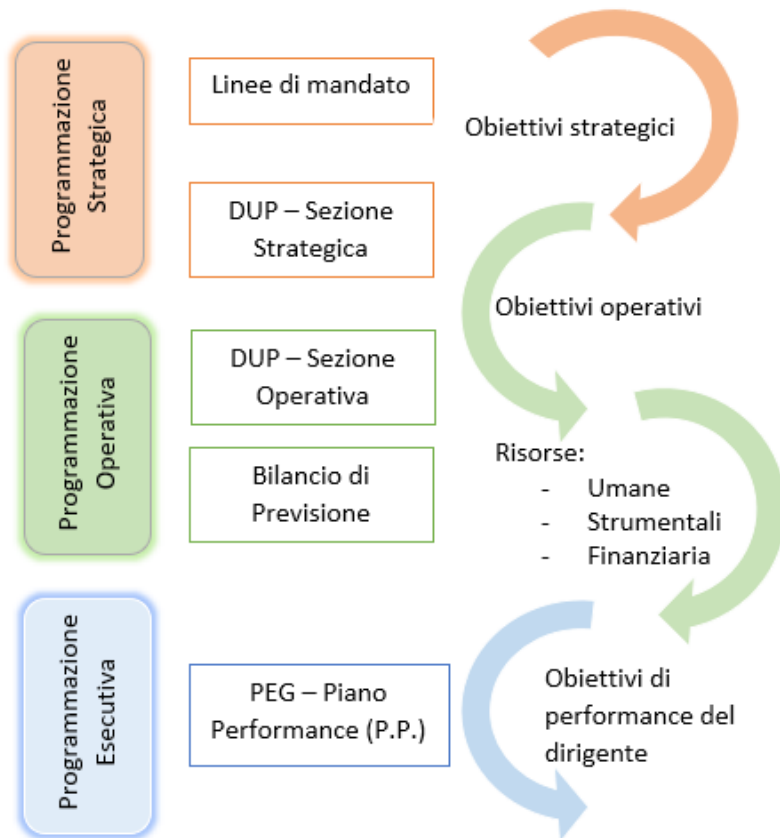 Programmazione
Strategica
Linee di mandato
Obiettivi strategici
DUP – Sezione
Strategica
Programmazione
Operativa
Obiettivi operativi
DUP – Sezione
Operativa
Bilancio di
Previsione
Risorse:
- Umane
- Strumentali
- Finanziaria
Programmazione
Esecutiva
PEG – Piano
Performance (P.P.)
Obiettivi di
performance del
dirigente